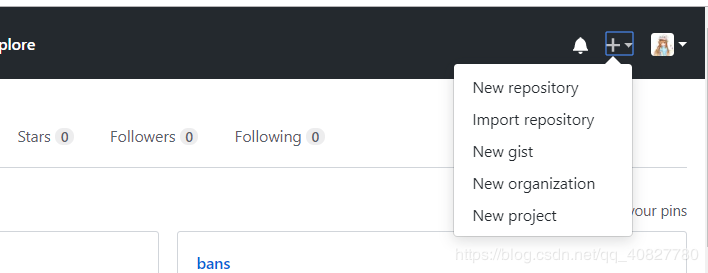 plore
New repository
Import repository
New gist
New organization
New project
Stars 0 Followers 0 Following 0
your pins
bans
https://blog.csdn.net/qq_40827780